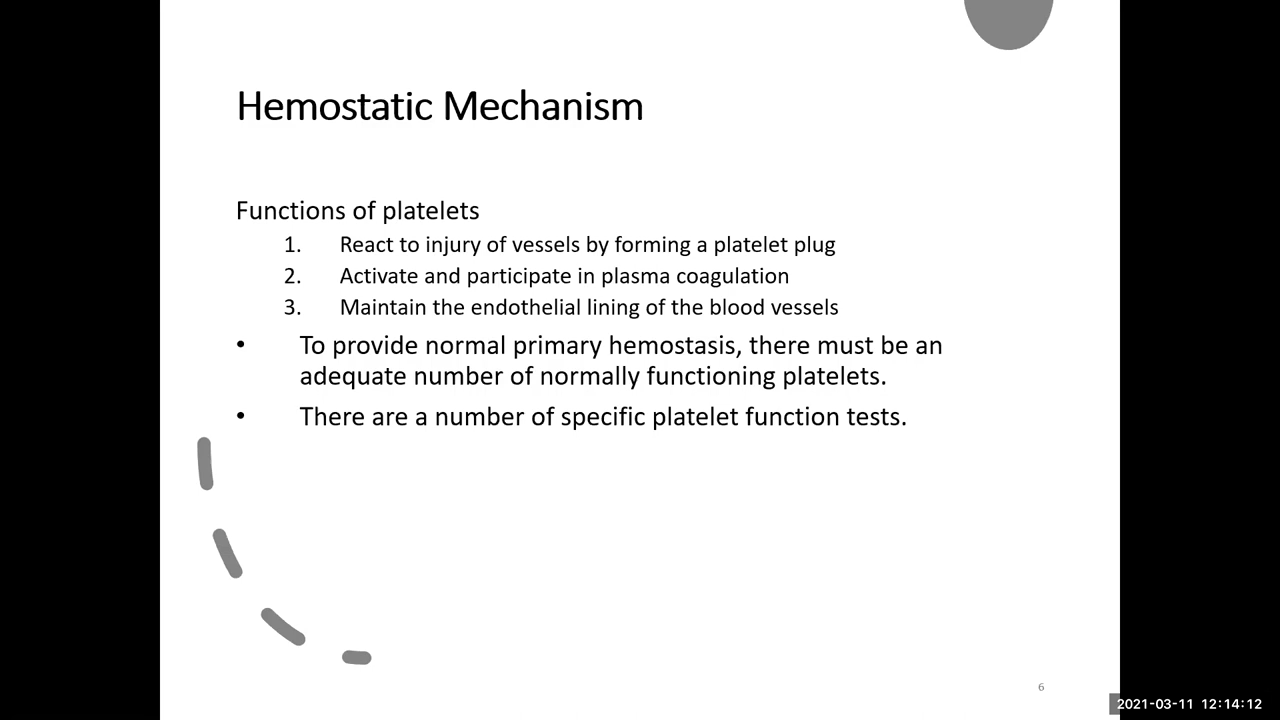 Hemostatic Mechanism
Functions of platelets
1. React to injury of vessels by forming a platelet plug
2. Activate and participate in plasma coagulation
3. Maintain the endothelial lining of the blood vessels
• To provide normal primary hemostasis, there must be an
adequate number of normally functioning platelets.
• There are a number of specific platelet function tests.
6
2021-03-11 12:14:12